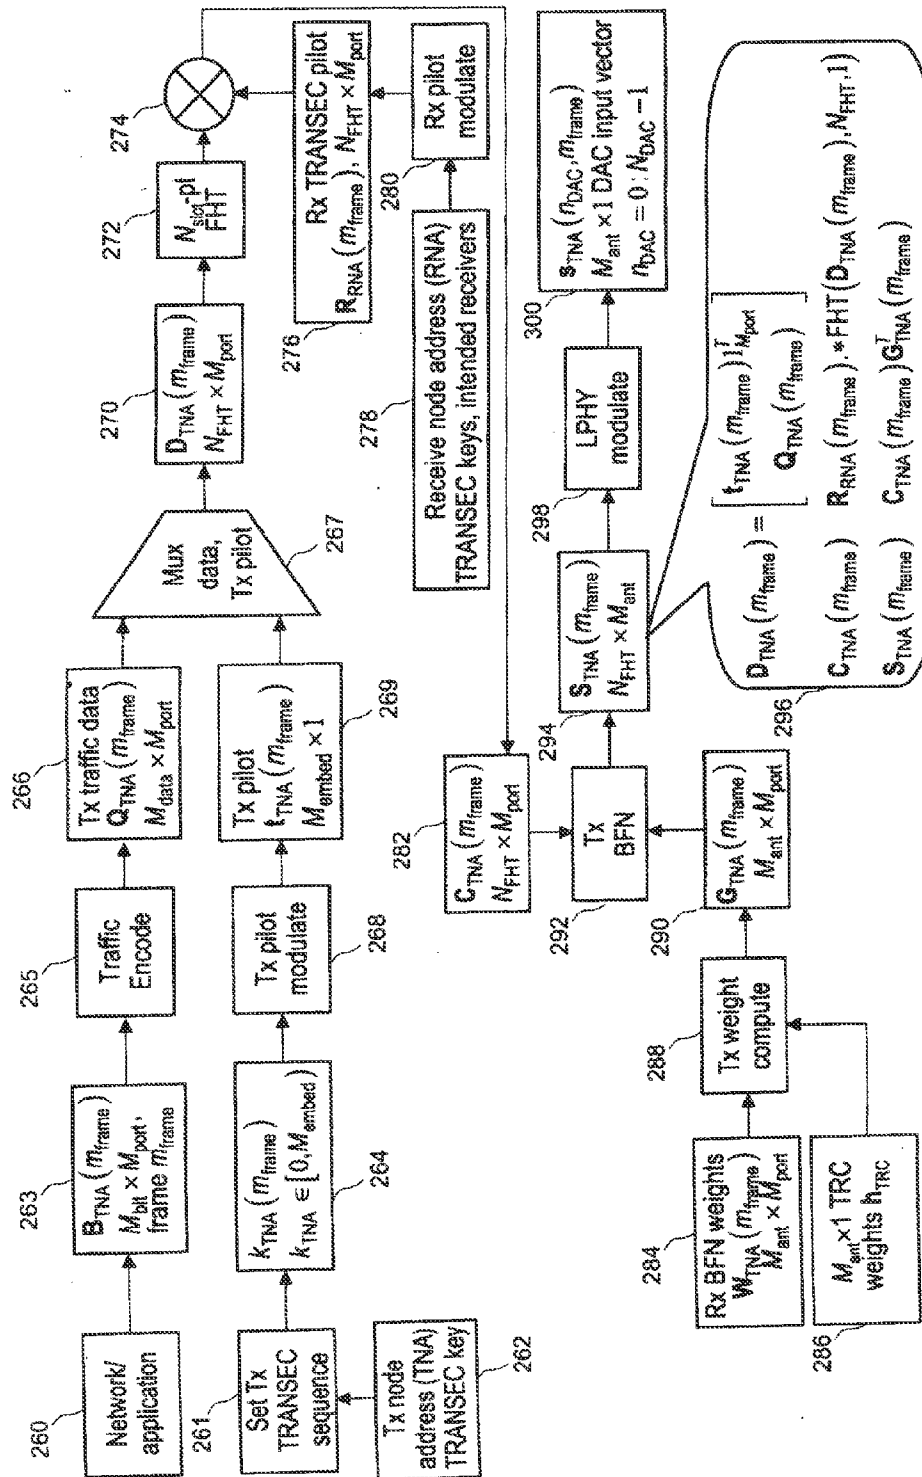 260
Network/
application
263
B_TNA(m_frame)
M_bit × M_port,
frame m_frame
265
Traffic
Encode
266
Tx traffic data
Q_TNA(m_frame)
M_data × M_port
261
Set Tx
TRANSEC
sequence
Tx node
address (TNA)
TRANSEC key
262
k_TNA(m_frame)
k_TNA ∈ [0, M_embed)
264
Tx pilot
modulate
268
Tx pilot
t_TNA(m_frame)
M_embed × 1
269
Mux
data,
Tx pilot
267
270
D_TNA(m_frame)
N_FHT × M_port
272
N_slot-pt
FHT
274
Rx TRANSEC pilot
R_RNA(m_frame), N_FHT × M_port
276
278
Receive node address (RNA)
TRANSEC keys, intended receivers
280
Rx pilot
modulate
282
C_TNA(m_frame)
N_FHT × M_port
284
Rx BFN weights
W_TNA(m_frame)
M_ant × M_port
286
M_ant×1 TRC
weights h_TRC
288
Tx weight
compute
290
G_TNA(m_frame)
M_ant × M_port
292
Tx
BFN
294
S_TNA(m_frame)
N_FHT × M_ant
298
LPHY
modulate
300
s_TNA(n_DAC, m_frame)
M_ant × 1 DAC input vector
n_DAC = 0 : N_DAC − 1
296
D_TNA(m_frame) = [t_TNA(m_frame)1^T_M_port
Q_TNA(m_frame)]
C_TNA(m_frame) R_RNA(m_frame).*FHT(D_TNA(m_frame), N_FHT, 1)
S_TNA(m_frame) C_TNA(m_frame)G^T_TNA(m_frame)